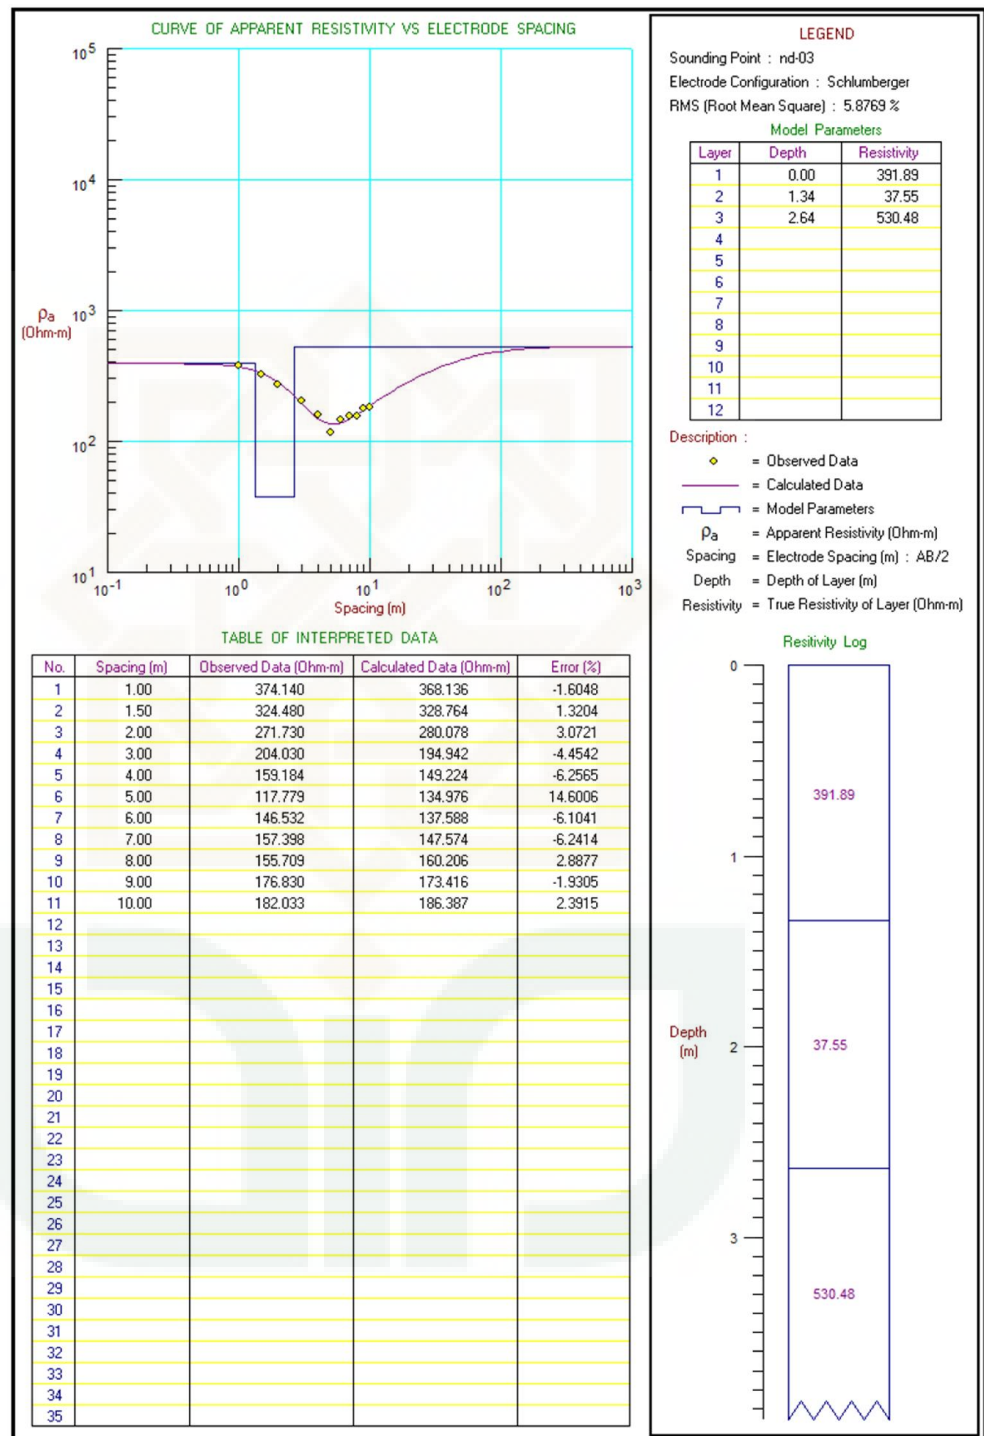 CURVE OF APPARENT RESISTIVITY VS ELECTRODE SPACING
10^5
10^4
10^3
ρa
(Ohm-m)
10^2
10^1
10^-1 10^0 10^1 10^2 10^3
Spacing (m)
TABLE OF INTERPRETED DATA
No. Spacing (m) Observed Data (Ohm-m) Calculated Data (Ohm-m) Error (%)
1 1.00 374.140 368.136 -1.6048
2 1.50 324.480 328.764 1.3204
3 2.00 271.730 280.078 3.0721
4 3.00 204.030 194.942 -4.4542
5 4.00 159.184 149.224 -6.2565
6 5.00 117.779 134.976 14.6006
7 6.00 146.532 137.588 -6.1041
8 7.00 157.398 147.574 -6.2414
9 8.00 155.709 160.206 2.8877
10 9.00 176.830 173.416 -1.9305
11 10.00 182.033 186.387 2.3915
12
13
14
15
16
17
18
19
20
21
22
23
24
25
26
27
28
29
30
31
32
33
34
35
LEGEND
Sounding Point : nd-03
Electrode Configuration : Schlumberger
RMS (Root Mean Square) : 5.8769 %
Model Parameters
Layer Depth Resistivity
1 0.00 391.89
2 1.34 37.55
3 2.64 530.48
4
5
6
7
8
9
10
11
12
Description :
= Observed Data
= Calculated Data
= Model Parameters
ρa = Apparent Resistivity (Ohm-m)
Spacing = Electrode Spacing (m) : AB/2
Depth = Depth of Layer (m)
Resistivity = True Resistivity of Layer (Ohm-m)
Resitivity Log
0
391.89
1
Depth
(m)
2
37.55
3
530.48